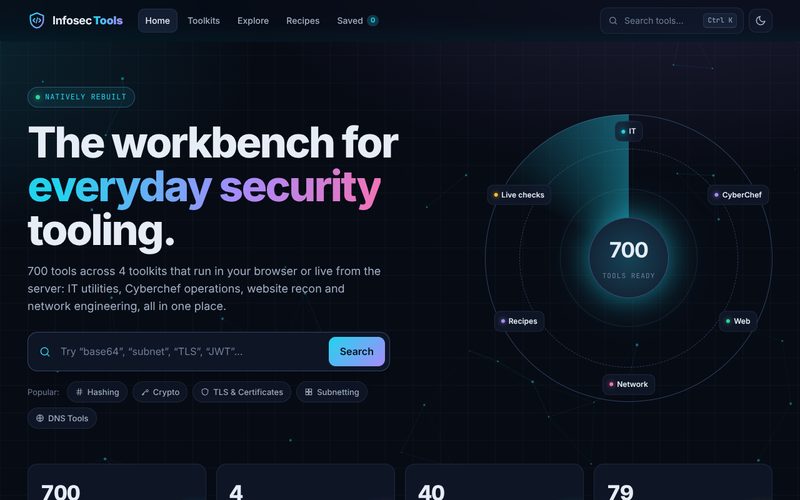 Infosec Tools
Home
Toolkits
Explore
Recipes
Saved 0
Search tools...
Ctrl K
NATIVELY REBUILT
The workbench for
everyday security
tooling.
700 tools across 4 toolkits that run in your browser or live from the
server: IT utilities, Cyberchef operations, website recon and
network engineering, all in one place.
Try "base64", "subnet", "TLS", "JWT"...
Search
Popular:
Hashing
Crypto
TLS & Certificates
Subnetting
DNS Tools
IT
Live checks
CyberChef
700
TOOLS READY
Recipes
Web
Network
700
4
40
79